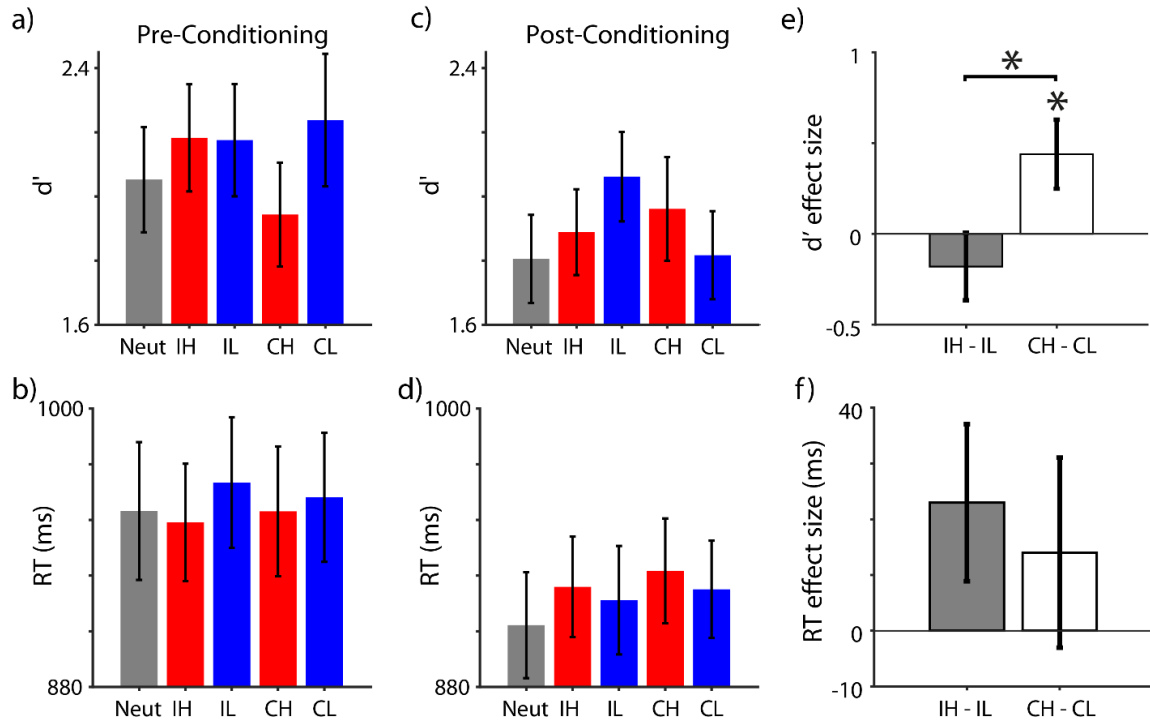 a)
Pre-Conditioning
2.4
d'
1.6
Neut IH IL CH CL
c)
Post-Conditioning
2.4
d'
1.6
Neut IH IL CH CL
e)
1
*
*
d' effect size
0
-0.5
IH - IL CH - CL
b)
1000
RT (ms)
880
Neut IH IL CH CL
d)
1000
RT (ms)
880
Neut IH IL CH CL
f)
40
RT effect size (ms)
0
-10
IH - IL CH - CL